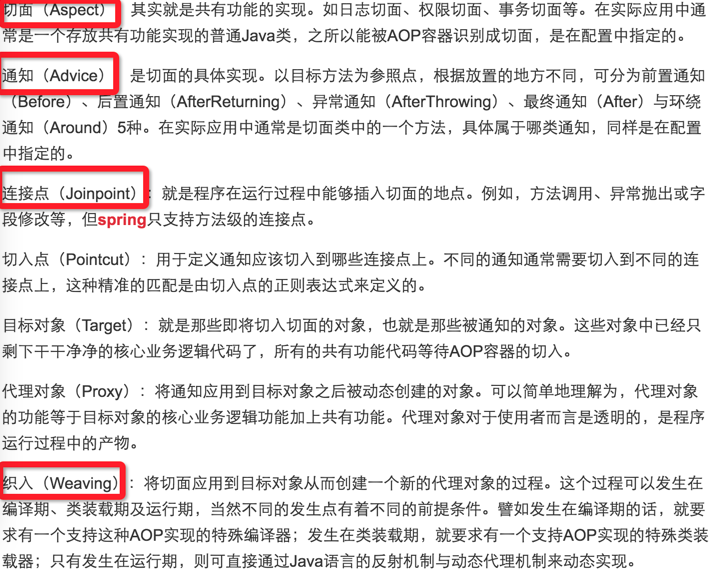 切面（Aspect） 其实就是共有功能的实现。如日志切面、权限切面、事务切面等。在实际应用中通
常是一个存放共有功能实现的普通Java类，之所以能被AOP容器识别成切面，是在配置中指定的。
通知（Advice） 是切面的具体实现。以目标方法为参照点，根据放置的地方不同，可分为前置通知
（Before）、后置通知（AfterReturning）、异常通知（AfterThrowing）、最终通知（After）与环绕
通知（Around）5种。在实际应用中通常是切面类中的一个方法，具体属于哪类通知，同样是在配置
中指定的。
连接点（Joinpoint）：就是程序在运行过程中能够插入切面的地点。例如，方法调用、异常抛出或字
段修改等，但spring只支持方法级的连接点。
切入点（Pointcut）：用于定义通知应该切入到哪些连接点上。不同的通知通常需要切入到不同的连
接点上，这种精准的匹配是由切入点的正则表达式来定义的。
目标对象（Target）：就是那些即将切入切面的对象，也就是那些被通知的对象。这些对象中已经只
剩下干干净净的核心业务逻辑代码了，所有的共有功能代码等待AOP容器的切入。
代理对象（Proxy）：将通知应用到目标对象之后被动态创建的对象。可以简单地理解为，代理对象
的功能等于目标对象的核心业务逻辑功能加上共有功能。代理对象对于使用者而言是透明的，是程序
运行过程中的产物。
织入（Weaving）：将切面应用到目标对象从而创建一个新的代理对象的过程。这个过程可以发生在
编译期、类装载期及运行期，当然不同的发生点有着不同的前提条件。譬如发生在编译期的话，就要
求有一个支持这种AOP实现的特殊编译器；发生在类装载期，就要求有一个支持AOP实现的特殊类装
载器；只有发生在运行期，则可直接通过Java语言的反射机制与动态代理机制来动态实现。